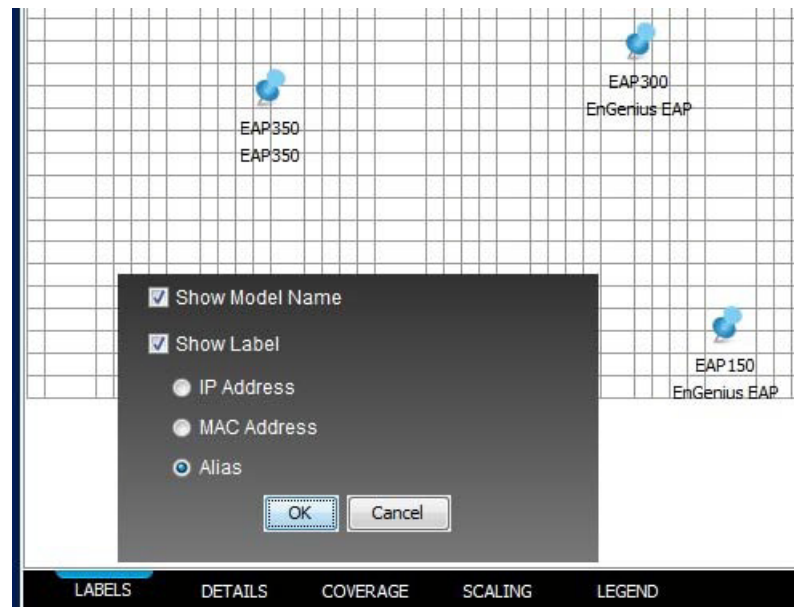 EAP300
EnGenius EAP
EAP350
EAP350
Show Model Name
Show Label
IP Address
EAP150
EnGenius EAP
MAC Address
Alias
OK Cancel
LABELS DETAILS COVERAGE SCALING LEGEND